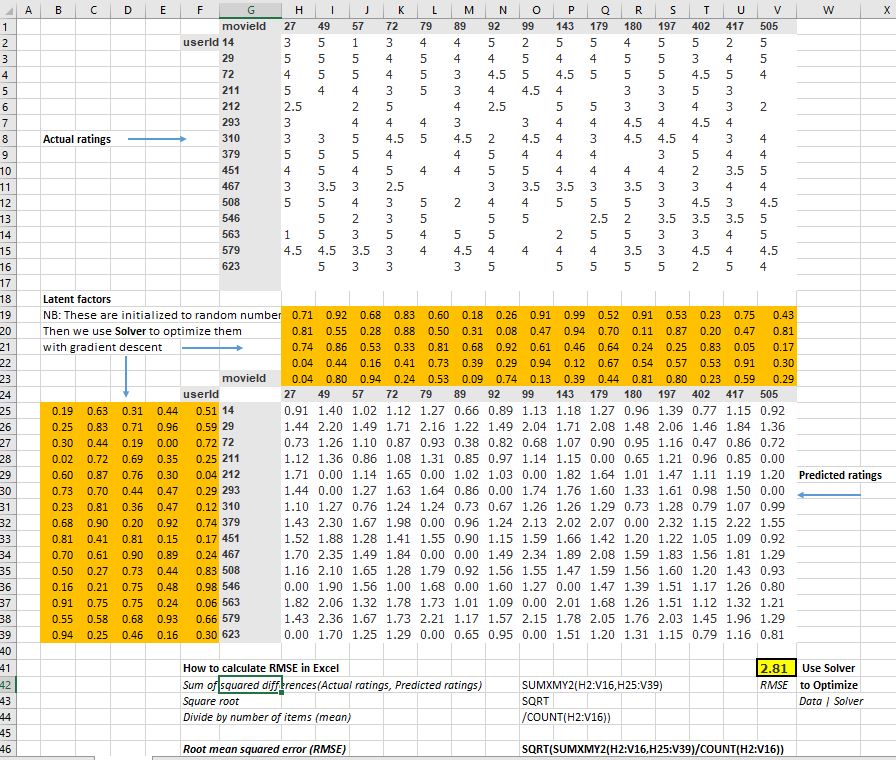 A B C D E F G H I J K L M N O P Q R S T U V W X
1 movieId 27 49 57 72 79 89 92 99 143 179 180 197 402 417 505
2 userId 14 3 5 1 3 4 4 5 2 5 5 4 5 5 2 5
3 29 5 5 5 4 5 4 4 5 4 4 5 5 3 4 5
4 72 4 5 5 4 5 3 4.5 5 4.5 5 5 5 4.5 5 4
5 211 5 4 4 3 5 3 4 4.5 4 3 3 5 3
6 212 2.5 2 5 4 2.5 5 5 3 3 4 3 2
7 293 3 4 4 4 3 3 4 4 4.5 4 4.5 4
8 Actual ratings 310 3 3 5 4.5 5 4.5 2 4.5 4 3 4.5 4.5 4 3 4
9 379 5 5 5 4 4 5 4 4 4 3 5 4 4
10 451 4 5 4 5 4 4 5 5 4 4 4 4 2 3.5 5
11 467 3 3.5 3 2.5 3 3.5 3.5 3 3.5 3 3 4 4
12 508 5 5 4 3 5 2 4 4 5 5 5 3 4.5 3 4.5
13 546 5 2 3 5 5 5 2.5 2 3.5 3.5 3.5 5
14 563 1 5 3 5 4 5 5 2 5 5 3 3 4 5
15 579 4.5 4.5 3.5 3 4 4.5 4 4 4 4 3.5 3 4.5 4 4.5
16 623 5 3 3 3 5 5 5 5 5 2 5 4
17
18 Latent factors
19 NB: These are initialized to random number 0.71 0.92 0.68 0.83 0.60 0.18 0.26 0.91 0.99 0.52 0.91 0.53 0.23 0.75 0.43
20 Then we use Solver to optimize them 0.81 0.55 0.28 0.88 0.50 0.31 0.08 0.47 0.94 0.70 0.11 0.87 0.20 0.47 0.81
21 with gradient descent 0.74 0.86 0.53 0.33 0.81 0.68 0.92 0.61 0.46 0.64 0.24 0.25 0.83 0.05 0.17
22 0.04 0.44 0.16 0.41 0.73 0.39 0.29 0.94 0.12 0.67 0.54 0.57 0.53 0.91 0.30
23 movieId 0.04 0.80 0.94 0.24 0.53 0.09 0.74 0.13 0.39 0.44 0.81 0.80 0.23 0.59 0.29
24 userId 27 49 57 72 79 89 92 99 143 179 180 197 402 417 505
25 0.19 0.63 0.31 0.44 0.51 14 0.91 1.40 1.02 1.12 1.27 0.66 0.89 1.13 1.18 1.27 0.96 1.39 0.77 1.15 0.92
26 0.25 0.83 0.71 0.96 0.59 29 1.44 2.20 1.49 1.71 2.16 1.22 1.49 2.04 1.71 2.08 1.48 2.06 1.46 1.84 1.36
27 0.30 0.44 0.19 0.00 0.72 72 0.73 1.26 1.10 0.87 0.93 0.38 0.82 0.68 1.07 0.90 0.95 1.16 0.47 0.86 0.72
28 0.02 0.72 0.69 0.35 0.25 211 1.12 1.36 0.86 1.08 1.31 0.85 0.97 1.14 1.15 0.00 0.65 1.21 0.96 0.85 0.00
29 0.60 0.87 0.76 0.30 0.04 212 1.71 0.00 1.14 1.65 0.00 1.02 1.03 0.00 1.82 1.64 1.01 1.47 1.11 1.19 1.20 Predicted ratings
30 0.73 0.70 0.44 0.47 0.29 293 1.44 0.00 1.27 1.63 1.64 0.86 0.00 1.74 1.76 1.60 1.33 1.61 0.98 1.50 0.00
31 0.23 0.81 0.36 0.47 0.12 310 1.10 1.27 0.76 1.24 1.24 0.73 0.67 1.26 1.26 1.29 0.73 1.28 0.79 1.07 0.99
32 0.68 0.90 0.20 0.92 0.74 379 1.43 2.30 1.67 1.98 0.00 0.96 1.24 2.13 2.02 2.07 0.00 2.32 1.15 2.22 1.55
33 0.81 0.41 0.81 0.15 0.17 451 1.52 1.88 1.28 1.41 1.55 0.90 1.15 1.59 1.66 1.42 1.20 1.22 1.05 1.09 0.92
34 0.70 0.61 0.90 0.89 0.24 467 1.70 2.35 1.49 1.84 0.00 0.00 1.49 2.34 1.89 2.08 1.59 1.83 1.56 1.81 1.29
35 0.50 0.27 0.73 0.44 0.83 508 1.16 2.10 1.65 1.28 1.79 0.92 1.56 1.55 1.47 1.59 1.56 1.60 1.20 1.43 0.93
36 0.16 0.21 0.75 0.48 0.98 546 0.00 1.90 1.56 1.00 1.68 0.00 1.60 1.27 0.00 1.47 1.39 1.51 1.17 1.26 0.80
37 0.91 0.75 0.75 0.24 0.06 563 1.82 2.06 1.32 1.78 1.73 1.01 1.09 0.00 2.01 1.68 1.26 1.51 1.12 1.32 1.21
38 0.55 0.58 0.68 0.93 0.66 579 1.43 2.36 1.67 1.73 2.21 1.17 1.57 2.15 1.78 2.05 1.76 2.03 1.45 1.96 1.29
39 0.94 0.25 0.46 0.16 0.30 623 0.00 1.70 1.25 1.29 0.00 0.65 0.95 0.00 1.51 1.20 1.31 1.15 0.79 1.16 0.81
40
41 How to calculate RMSE in Excel 2.81 Use Solver
42 Sum of squared differences(Actual ratings, Predicted ratings) SUMXMY2(H2:V16,H25:V39) RMSE to Optimize
43 Square root SQRT Data | Solver
44 Divide by number of items (mean) /COUNT(H2:V16))
45
46 Root mean squared error (RMSE) SQRT(SUMXMY2(H2:V16,H25:V39)/COUNT(H2:V16))